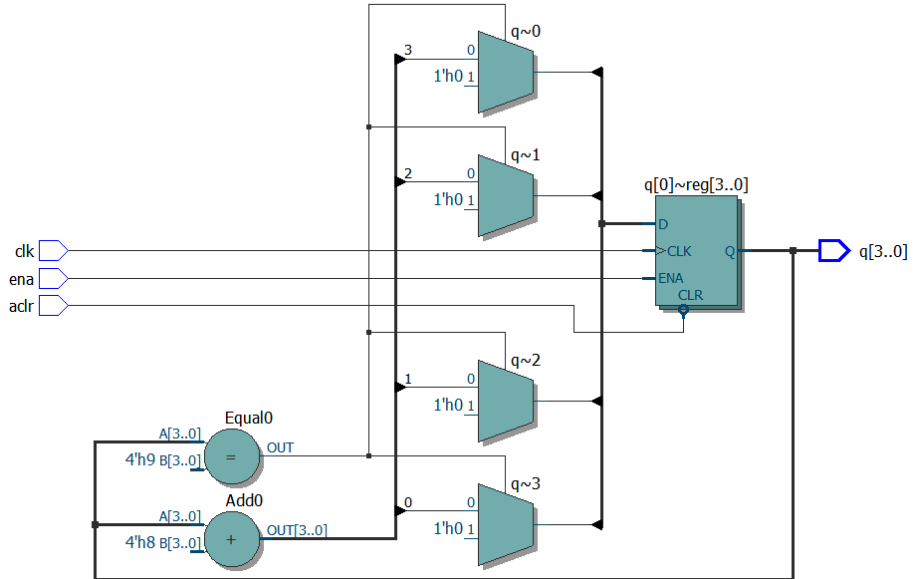 q~0
3
0
1'h0 1
q~1
2
0
1'h0 1
q[0]~reg[3..0]
D
clk
CLK
Q
q[3..0]
ena
ENA
aclr
CLR
q~2
1
0
1'h0 1
Equal0
A[3..0]
OUT
=
4'h9 B[3..0]
q~3
Add0
0
0
A[3..0]
1'h0 1
OUT[3..0]
+
4'h8 B[3..0]